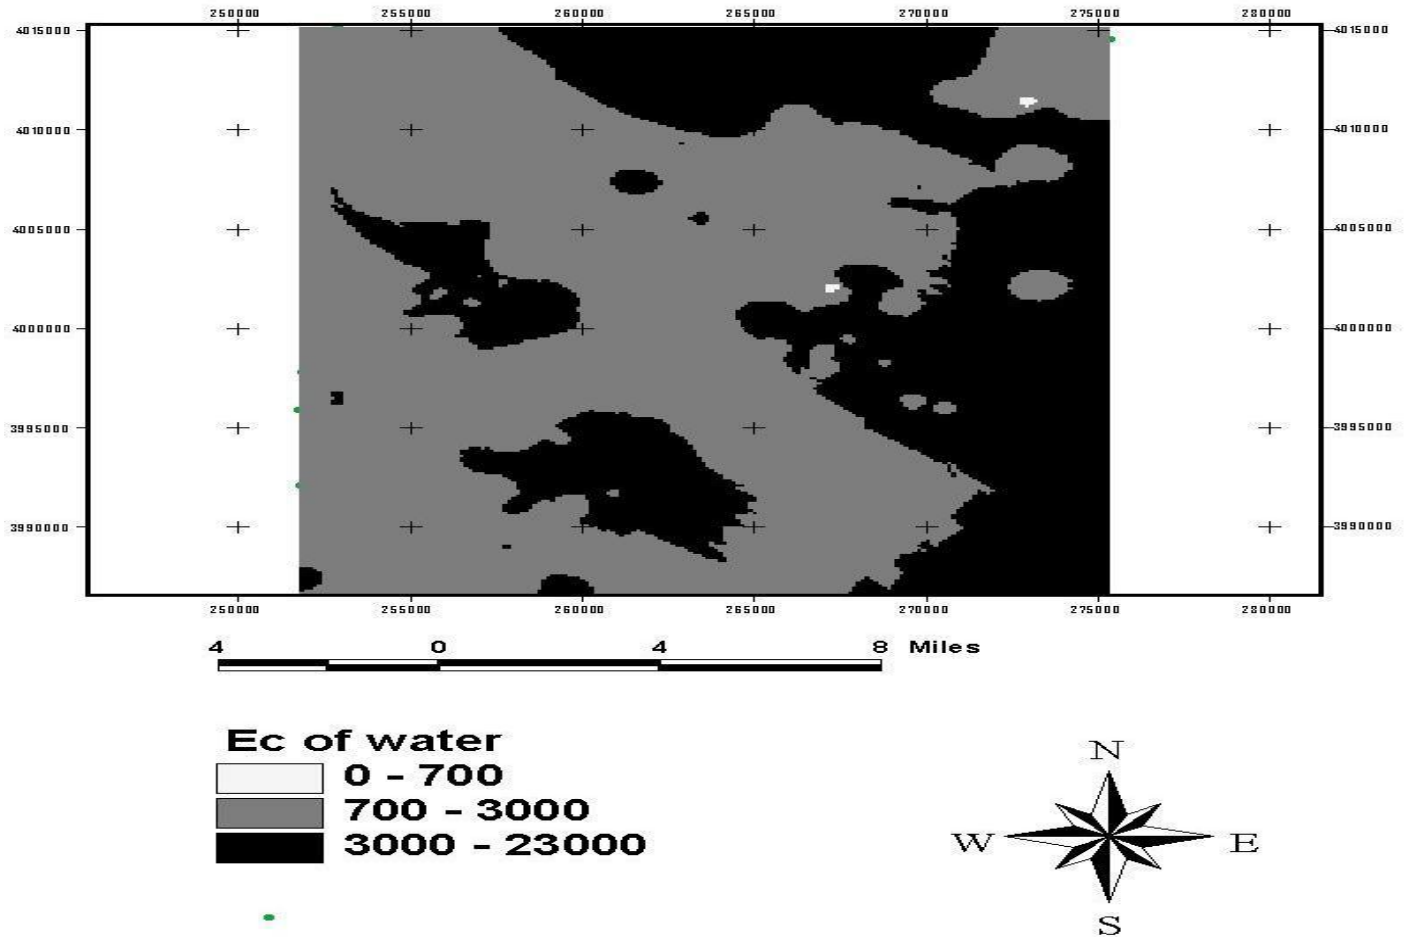 250000 255000 260000 265000 270000 275000 280000
4015000 4015000
4010000 4010000
4005000 4005000
4000000 4000000
3995000 3995000
3990000 3990000
250000 255000 260000 265000 270000 275000 280000
4 0 4 8 Miles
Ec of water
0 - 700
700 - 3000
3000 - 23000
N
W E
S